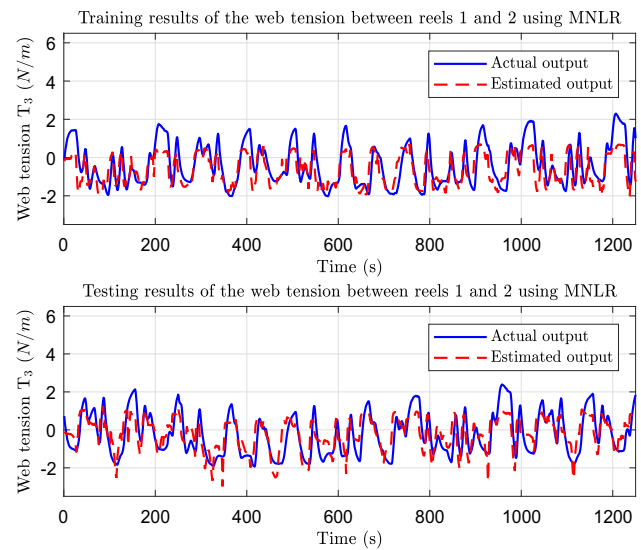 Training results of the web tension between reels 1 and 2 using MNLR
6
4
2
0
-2
Web tension T₃ (N/m)
Actual output
Estimated output
0 200 400 600 800 1000 1200
Time (s)
Testing results of the web tension between reels 1 and 2 using MNLR
6
4
2
0
-2
Web tension T₃ (N/m)
Actual output
Estimated output
0 200 400 600 800 1000 1200
Time (s)